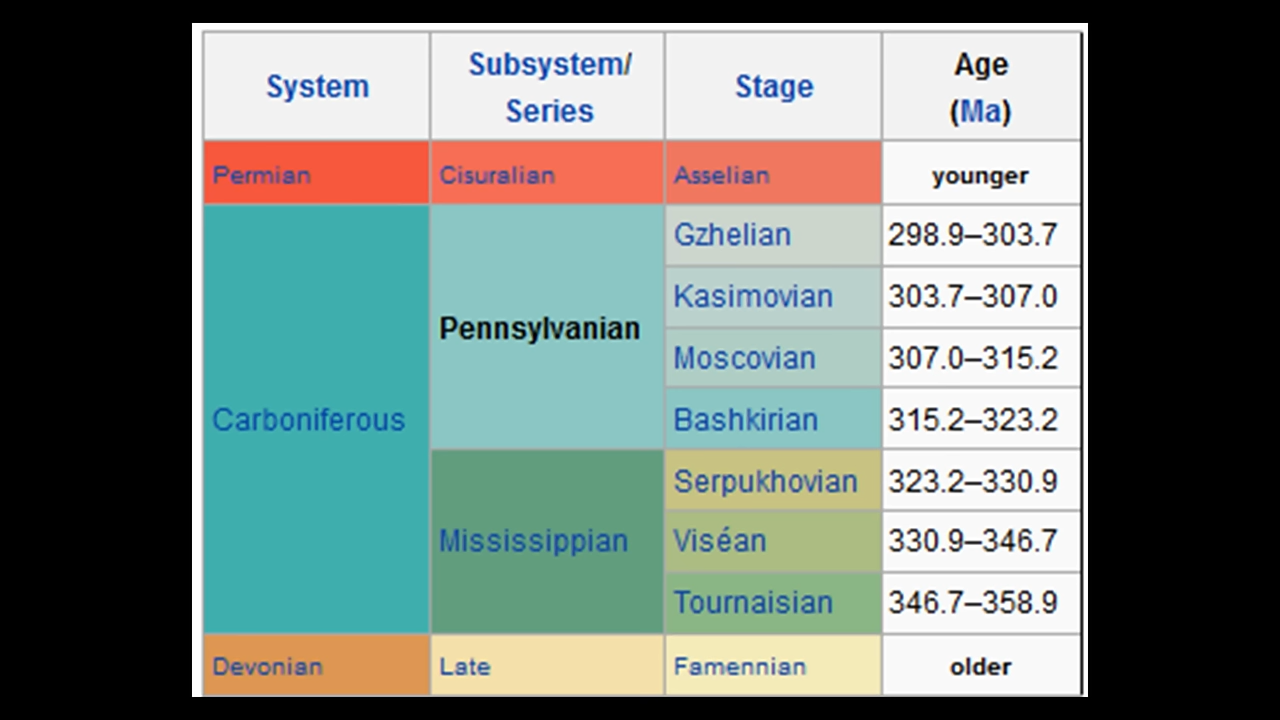 System
Subsystem/
Series
Stage
Age
(Ma)
Permian
Cisuralian
Asselian
younger
Carboniferous
Pennsylvanian
Gzhelian
298.9–303.7
Kasimovian
303.7–307.0
Moscovian
307.0–315.2
Bashkirian
315.2–323.2
Mississippian
Serpukhovian
323.2–330.9
Viséan
330.9–346.7
Tournaisian
346.7–358.9
Devonian
Late
Famennian
older